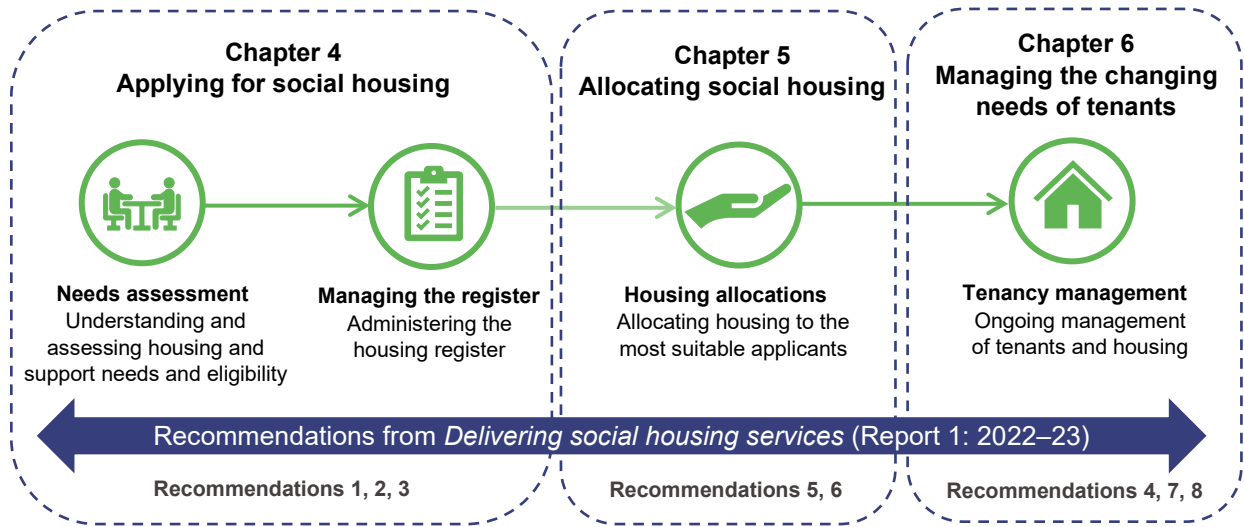 Chapter 4
Applying for social housing
Needs assessment
Understanding and
assessing housing and
support needs and eligibility
Managing the register
Administering the
housing register
Chapter 5
Allocating social housing
Housing allocations
Allocating housing to the
most suitable applicants
Chapter 6
Managing the changing
needs of tenants
Tenancy management
Ongoing management
of tenants and housing
Recommendations from Delivering social housing services (Report 1: 2022–23)
Recommendations 1, 2, 3
Recommendations 5, 6
Recommendations 4, 7, 8